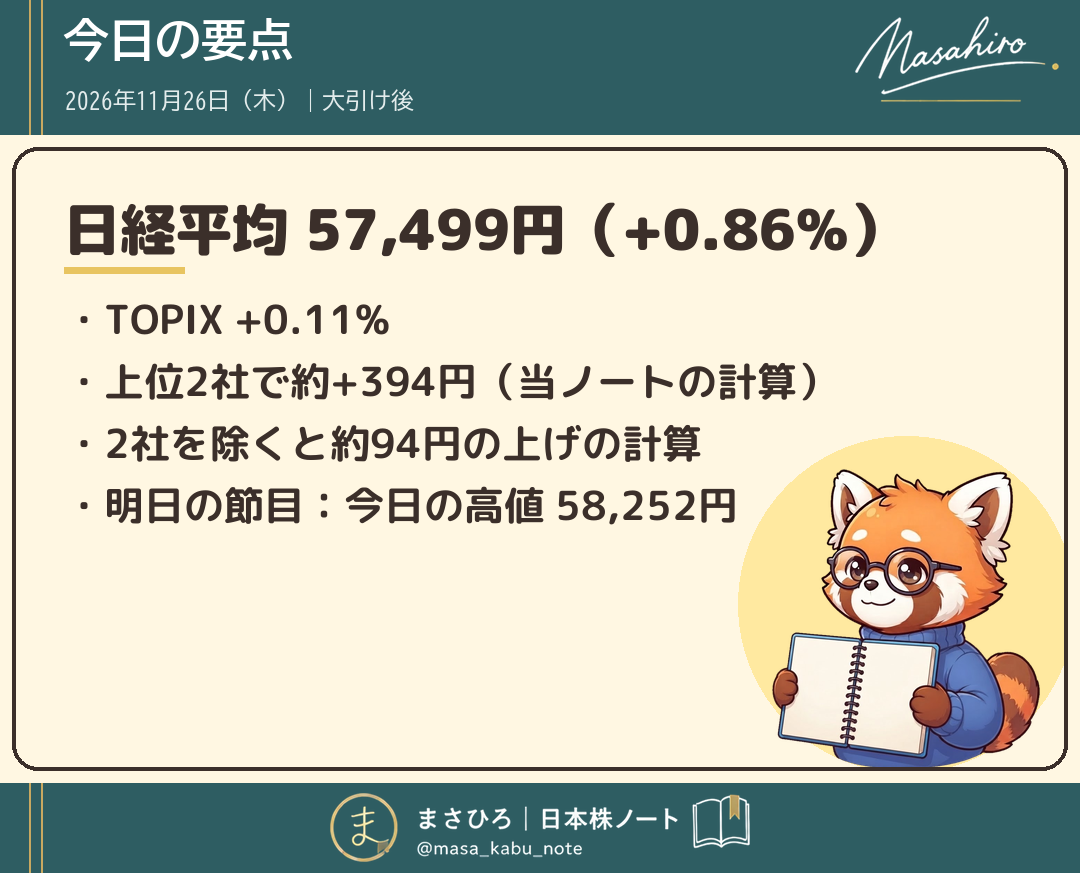 今日の要点
Masahiro
2026年11月26日（木）｜大引け後
日経平均 57,499円（+0.86%）
・TOPIX +0.11%
・上位2社で約+394円（当ノートの計算）
・2社を除くと約94円の上げの計算
・明日の節目：今日の高値 58,252円
ま
まさひろ｜日本株ノート
@masa_kabu_note